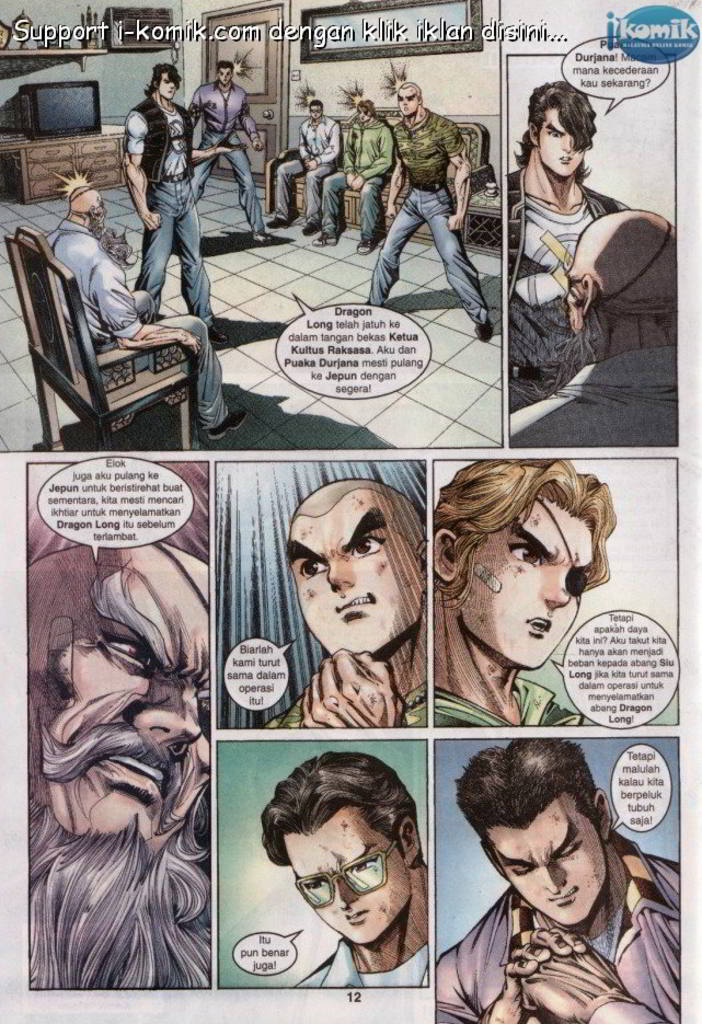 Support i-komik.com dengan klik iklan disini...
ikomik
MALAYSIA ONLINE KOMIK
Durjana!
mana kecederaan
kau sekarang?
Dragon
Long telah jatuh ke
dalam tangan bekas Ketua
Kultus Raksasa. Aku dan
Puaka Durjana mesti pulang
ke Jepun dengan
segera!
Elok
juga aku pulang ke
Jepun untuk beristirehat buat
sementara, kita mesti mencari
ikhtiar untuk menyelamatkan
Dragon Long itu sebelum
terlambat.
Biarlah
kami turut
sama dalam
operasi
itu!
Tetapi
apakah daya
kita ini? Aku takut kita
hanya akan menjadi
beban kepada abang Siu
Long jika kita turut sama
dalam operasi untuk
menyelamatkan
abang Dragon
Long!
Itu
pun benar
juga!
Tetapi
malulah
kalau kita
berpeluk
tubuh
saja!
12